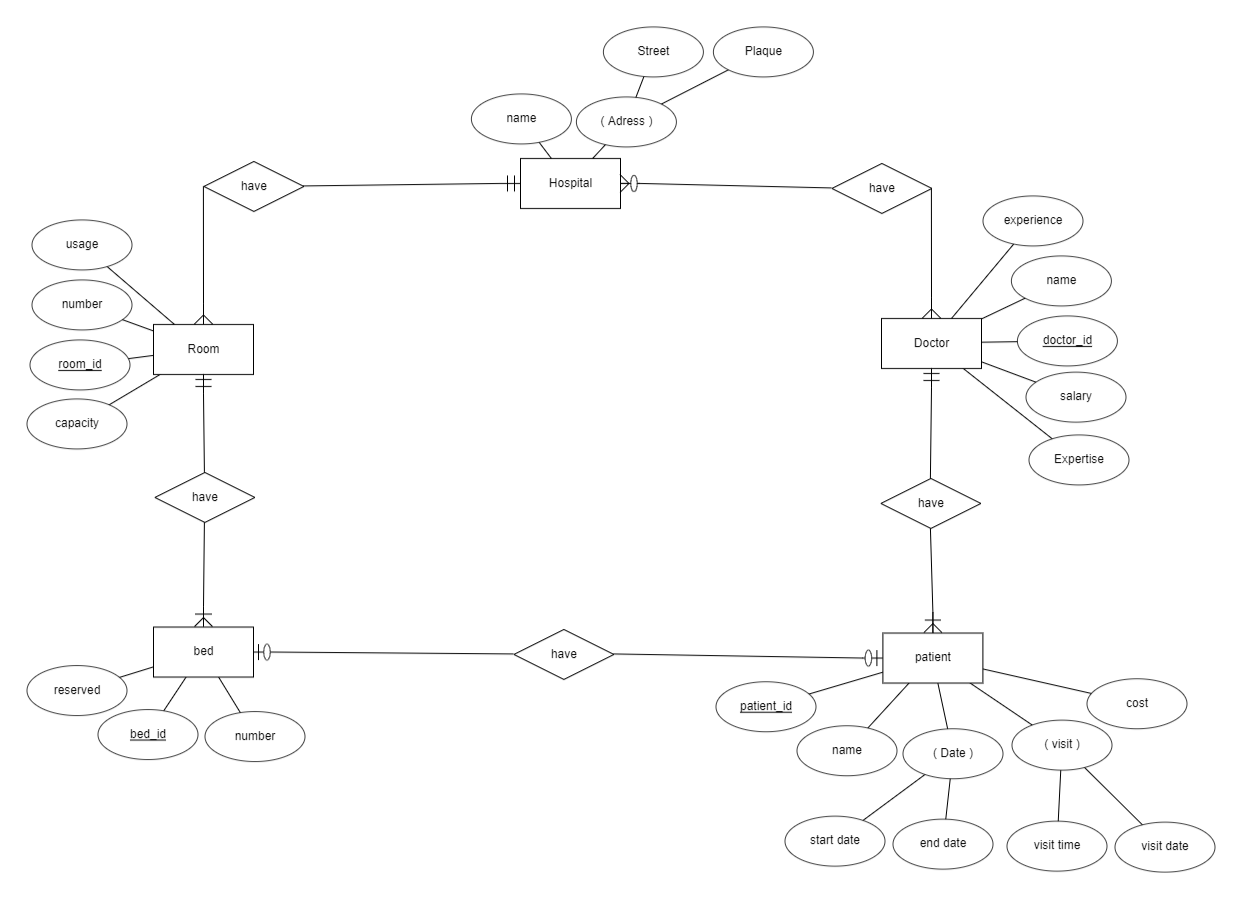 Street
Plaque
name
( Adress )
have
Hospital
have
usage
number
room_id
capacity
Room
experience
name
doctor_id
salary
Expertise
Doctor
have
have
bed
have
patient
reserved
bed_id
number
patient_id
name
( Date )
( visit )
cost
start date
end date
visit time
visit date